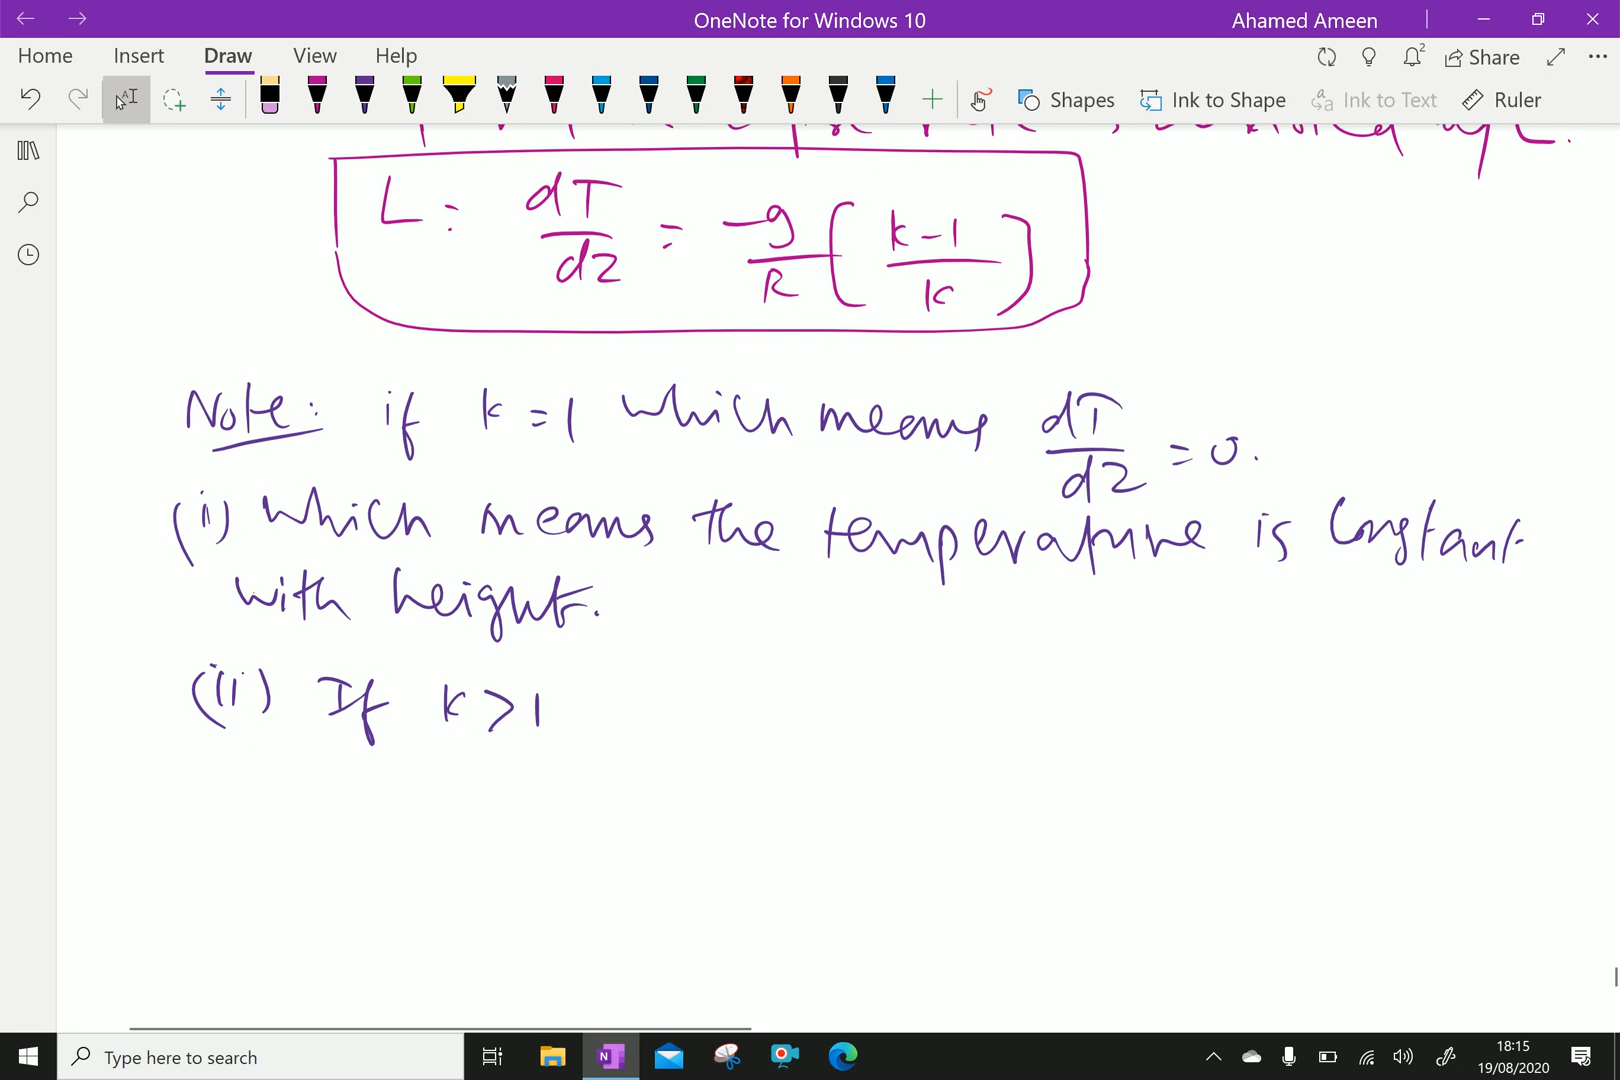 OneNote for Windows 10
Ahamed Ameen
Home Insert Draw View Help
2 Share
Shapes Ink to Shape Ink to Text Ruler
L = dT/dz = -g/R (k-1/k)
Note: if k = 1 which means dT/dz = 0.
(i) which means the temperature is constant
with height.
(ii) If k > 1
Type here to search
18:15
19/08/2020